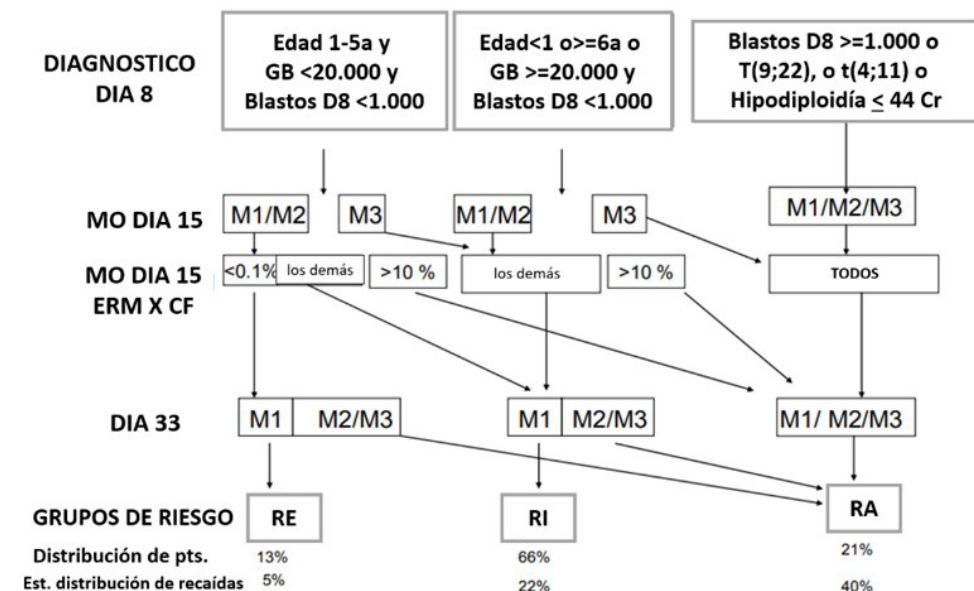 DIAGNOSTICO
DIA 8
Edad 1-5a y
GB <20.000 y
Blastos D8 <1.000
Edad<1 o>=6a o
GB >=20.000 y
Blastos D8 <1.000
Blastos D8 >=1.000 o
T(9;22), o t(4;11) o
Hipodiploidía ≤ 44 Cr
MO DIA 15
M1/M2
M3
M1/M2
M3
M1/M2/M3
MO DIA 15
ERM X CF
<0.1%
los demás
>10 %
los demás
>10 %
TODOS
DIA 33
M1
M2/M3
M1
M2/M3
M1/ M2/M3
GRUPOS DE RIESGO
RE
RI
RA
Distribución de pts.
13%
66%
21%
Est. distribución de recaídas
5%
22%
40%